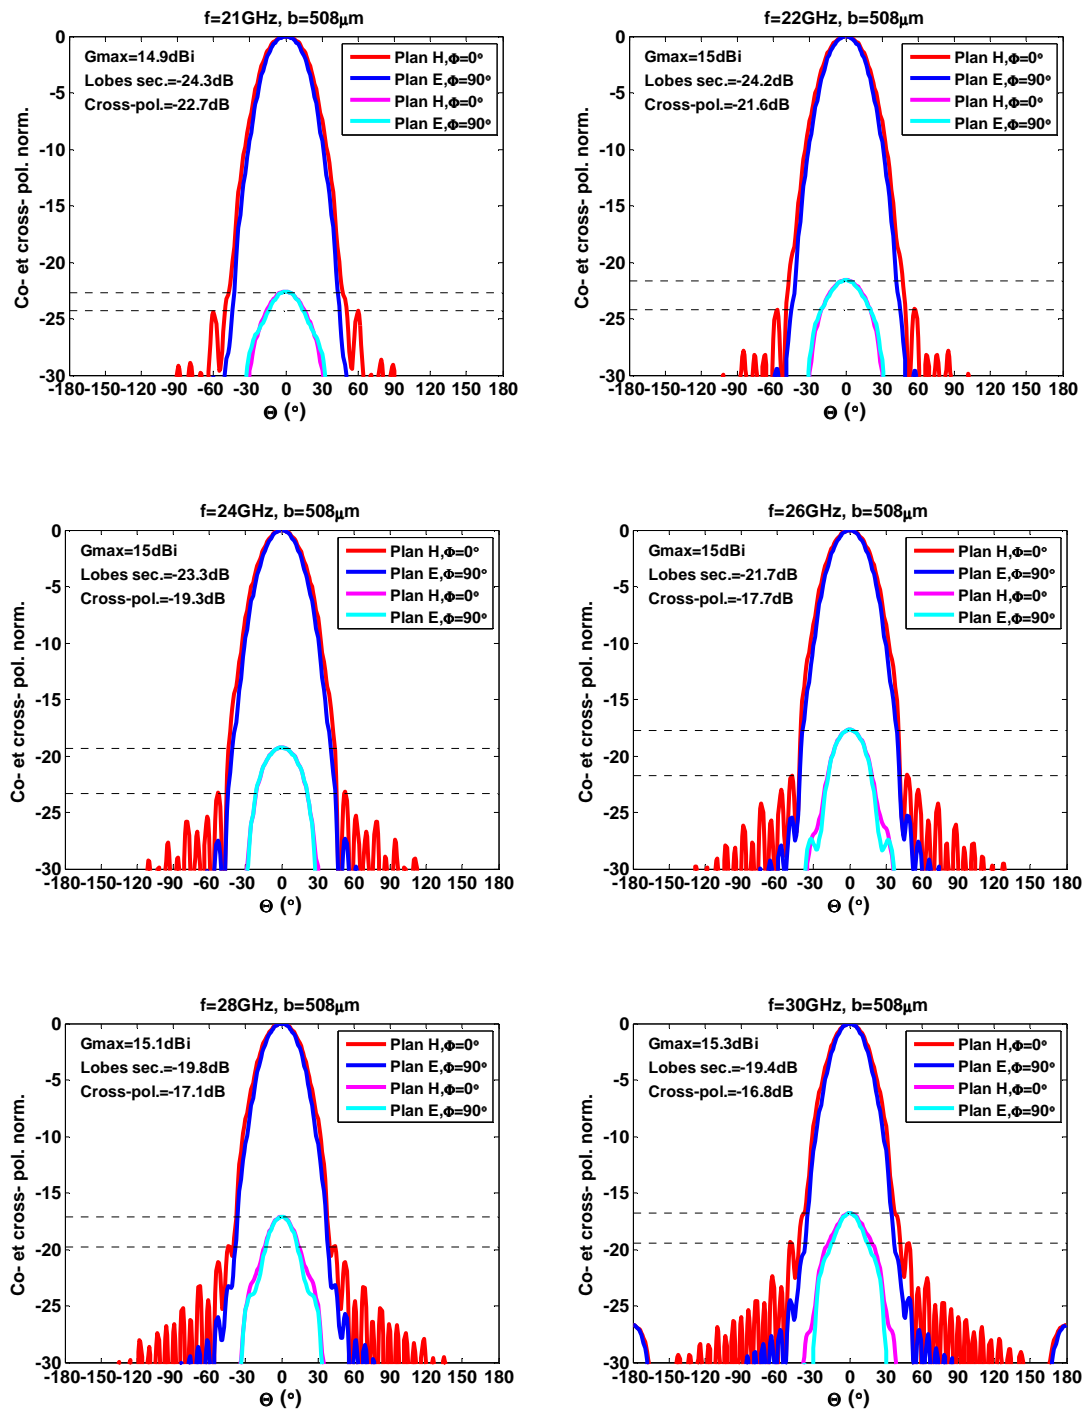 f=21GHz, b=508μm
Gmax=14.9dBi
Lobes sec.=-24.3dB
Cross-pol.=-22.7dB
Plan H,Φ=0°
Plan E,Φ=90°
Plan H,Φ=0°
Plan E,Φ=90°
Co- et cross- pol. norm.
0
-5
-10
-15
-20
-25
-30
-180-150-120 -90 -60 -30 0 30 60 90 120 150 180
Θ (°)
f=22GHz, b=508μm
Gmax=15dBi
Lobes sec.=-24.2dB
Cross-pol.=-21.6dB
Plan H,Φ=0°
Plan E,Φ=90°
Plan H,Φ=0°
Plan E,Φ=90°
Co- et cross- pol. norm.
0
-5
-10
-15
-20
-25
-30
-180-150-120 -90 -60 -30 0 30 60 90 120 150 180
Θ (°)
f=24GHz, b=508μm
Gmax=15dBi
Lobes sec.=-23.3dB
Cross-pol.=-19.3dB
Plan H,Φ=0°
Plan E,Φ=90°
Plan H,Φ=0°
Plan E,Φ=90°
Co- et cross- pol. norm.
0
-5
-10
-15
-20
-25
-30
-180-150-120 -90 -60 -30 0 30 60 90 120 150 180
Θ (°)
f=26GHz, b=508μm
Gmax=15dBi
Lobes sec.=-21.7dB
Cross-pol.=-17.7dB
Plan H,Φ=0°
Plan E,Φ=90°
Plan H,Φ=0°
Plan E,Φ=90°
Co- et cross- pol. norm.
0
-5
-10
-15
-20
-25
-30
-180-150-120 -90 -60 -30 0 30 60 90 120 150 180
Θ (°)
f=28GHz, b=508μm
Gmax=15.1dBi
Lobes sec.=-19.8dB
Cross-pol.=-17.1dB
Plan H,Φ=0°
Plan E,Φ=90°
Plan H,Φ=0°
Plan E,Φ=90°
Co- et cross- pol. norm.
0
-5
-10
-15
-20
-25
-30
-180-150-120 -90 -60 -30 0 30 60 90 120 150 180
Θ (°)
f=30GHz, b=508μm
Gmax=15.3dBi
Lobes sec.=-19.4dB
Cross-pol.=-16.8dB
Plan H,Φ=0°
Plan E,Φ=90°
Plan H,Φ=0°
Plan E,Φ=90°
Co- et cross- pol. norm.
0
-5
-10
-15
-20
-25
-30
-180-150-120 -90 -60 -30 0 30 60 90 120 150 180
Θ (°)